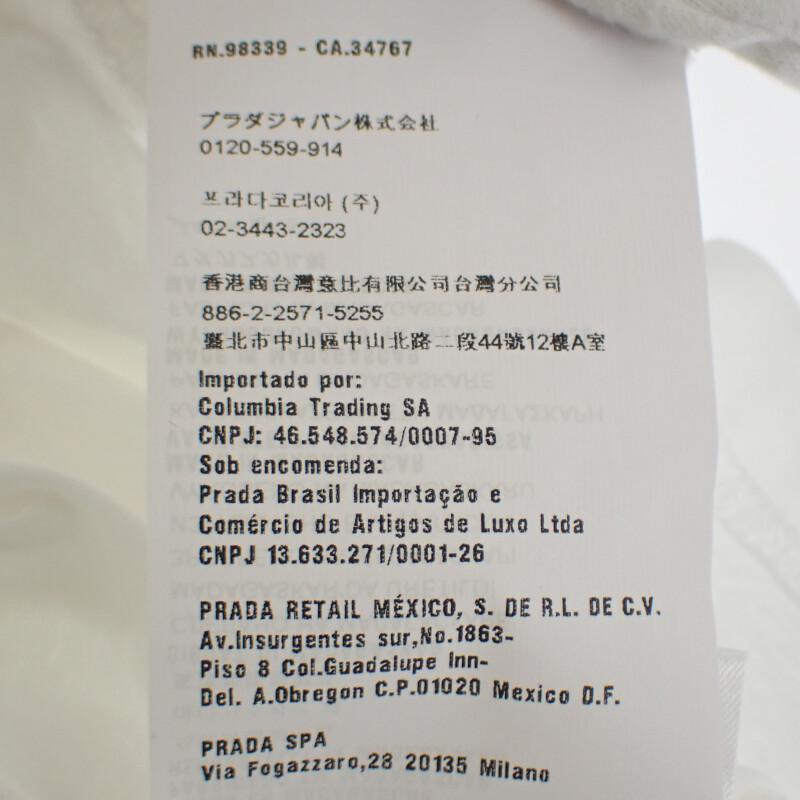 RN.98339 - CA.34767
プラダジャパン株式会社
0120-559-914
프라다코리아 (주)
02-3443-2323
香港商台灣意比有限公司台灣分公司
886-2-2571-5255
臺北市中山區中山北路二段44號12樓A室
Importado por:
Columbia Trading SA
CNPJ: 46.548.574/0007-95
Sob encomenda:
Prada Brasil Importação e
Comércio de Artigos de Luxo Ltda
CNPJ 13.633.271/0001-26
PRADA RETAIL MÉXICO, S. DE R.L. DE C.V.
Av.Insurgentes sur,No.1863-
Piso 8 Col.Guadalupe Inn-
Del. A.Obregon C.P.01020 Mexico D.F.
PRADA SPA
Via Fogazzaro,28 20135 Milano